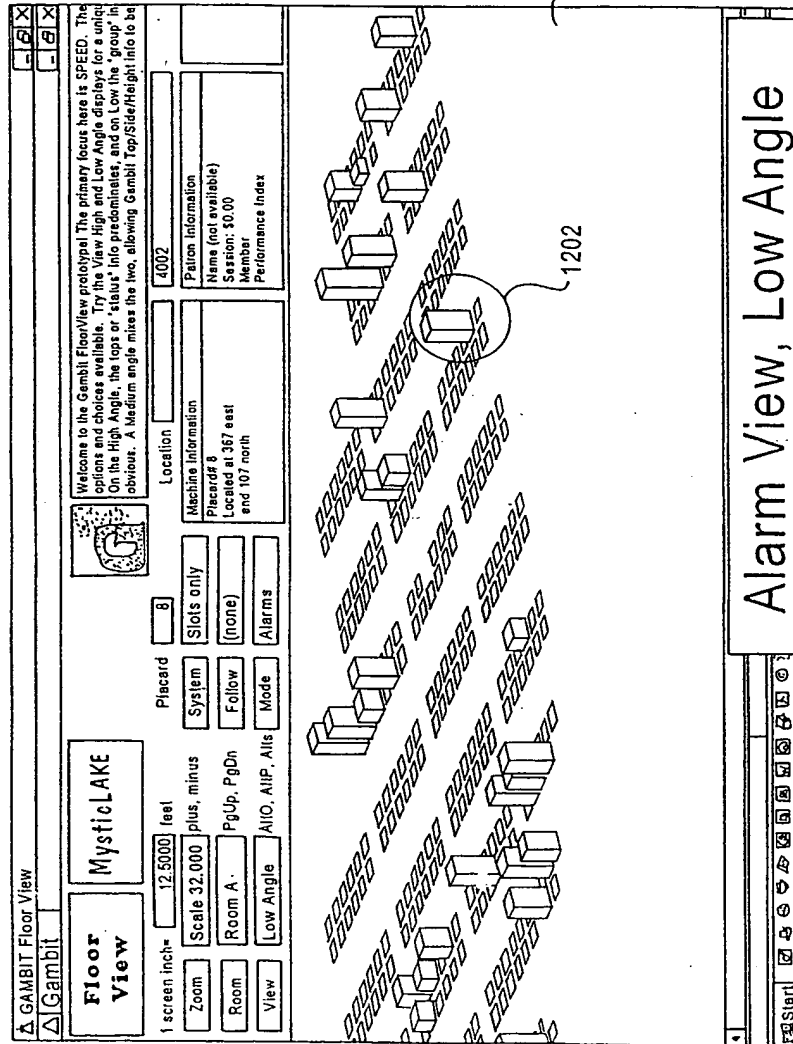 GAMBIT Floor View
Gambit
Floor
View
MysticLAKE
Welcome to the Gambit FloorView prototype! The primary focus here is SPEED. The
options and choices available. Try the View High and Low Angle displays for a uniqu
On the High Angle, the tops or "status" info predominates, and on Low the "group" in
obvious. A Medium angle mixes the two, allowing Gambit Top/Side/Height info to be
1 screen inch= 12.5000 feet
Placard 8
Location 4002
Zoom Scale 32.000 plus, minus
System Slots only
Room Room A PgUp, PgDn
Follow (none)
View Low Angle AllO, AllP, Alls
Mode Alarms
Machine Information
Placard# 8
Located at 367 east
end 107 north
Patron Information
Name (not available)
Session: $0.00
Member
Performance Index
1202
Alarm View, Low Angle
Start